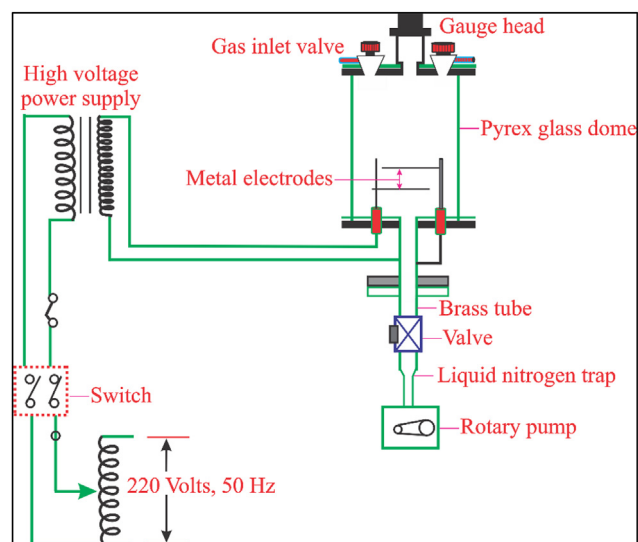 Gauge head
Gas inlet valve
High voltage
power supply
Pyrex glass dome
Metal electrodes
Brass tube
Valve
Liquid nitrogen trap
Switch
Rotary pump
220 Volts, 50 Hz